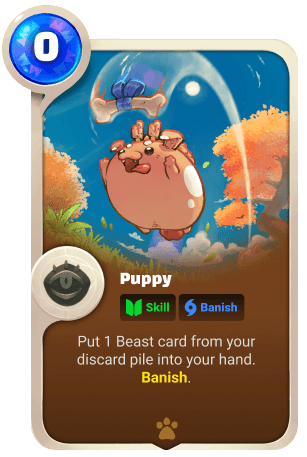 0
Puppy
Skill Banish
Put 1 Beast card from your
discard pile into your hand.
Banish.